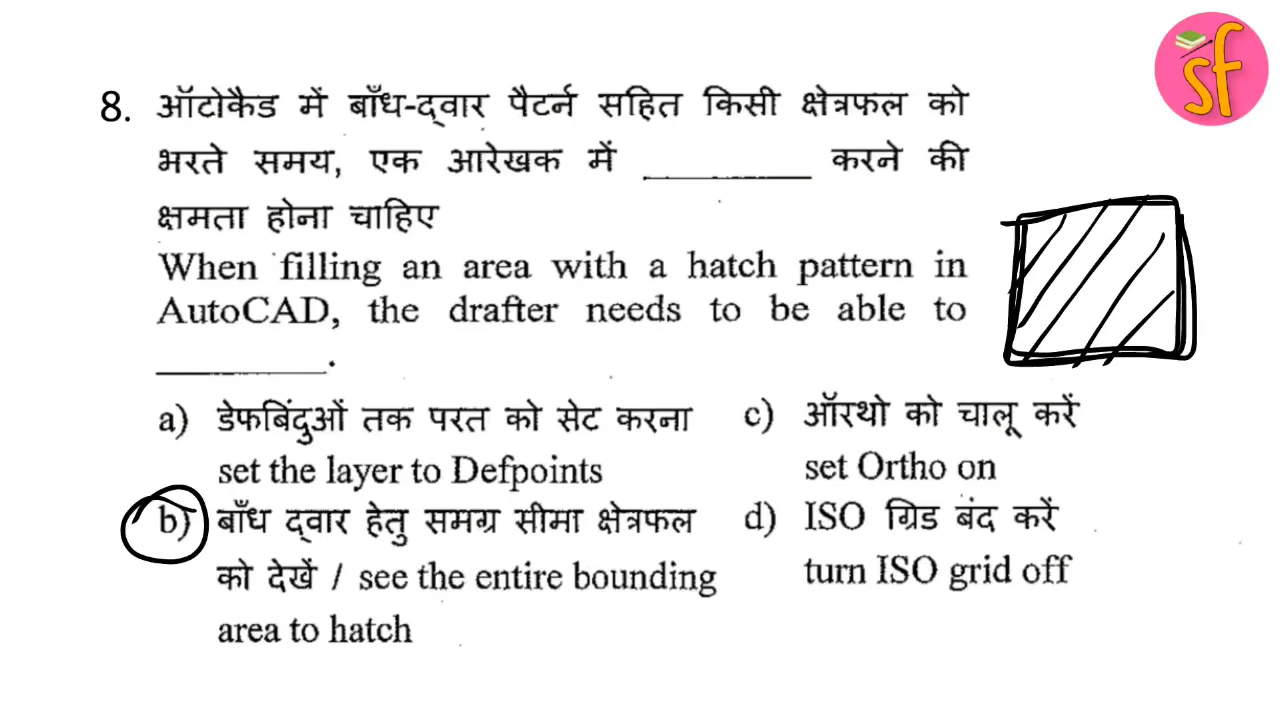 sf
8. ऑटोकैड में बाँध-द्वार पैटर्न सहित किसी क्षेत्रफल को
भरते समय, एक आरेखक में __________ करने की
क्षमता होना चाहिए
When filling an area with a hatch pattern in
AutoCAD, the drafter needs to be able to
__________.
a) डेफबिंदुओं तक परत को सेट करना
set the layer to Defpoints
b) बाँध द्वार हेतु समग्र सीमा क्षेत्रफल
को देखें / see the entire bounding
area to hatch
c) ऑरथो को चालू करें
set Ortho on
d) ISO ग्रिड बंद करें
turn ISO grid off